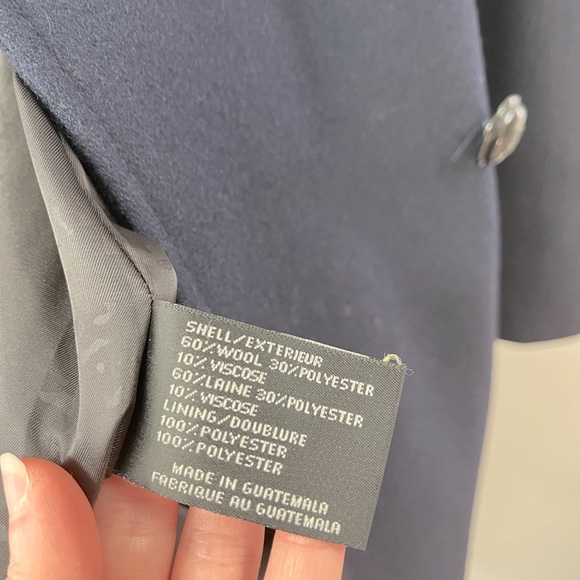 SHELL/EXTERIEUR
60%WOOL 30%POLYESTER
10%VISCOSE
60%LAINE 30%POLYESTER
10%VISCOSE
LINING/DOUBLURE
100%POLYESTER
100%POLYESTER
MADE IN GUATEMALA
FABRIQUE AU GUATEMALA